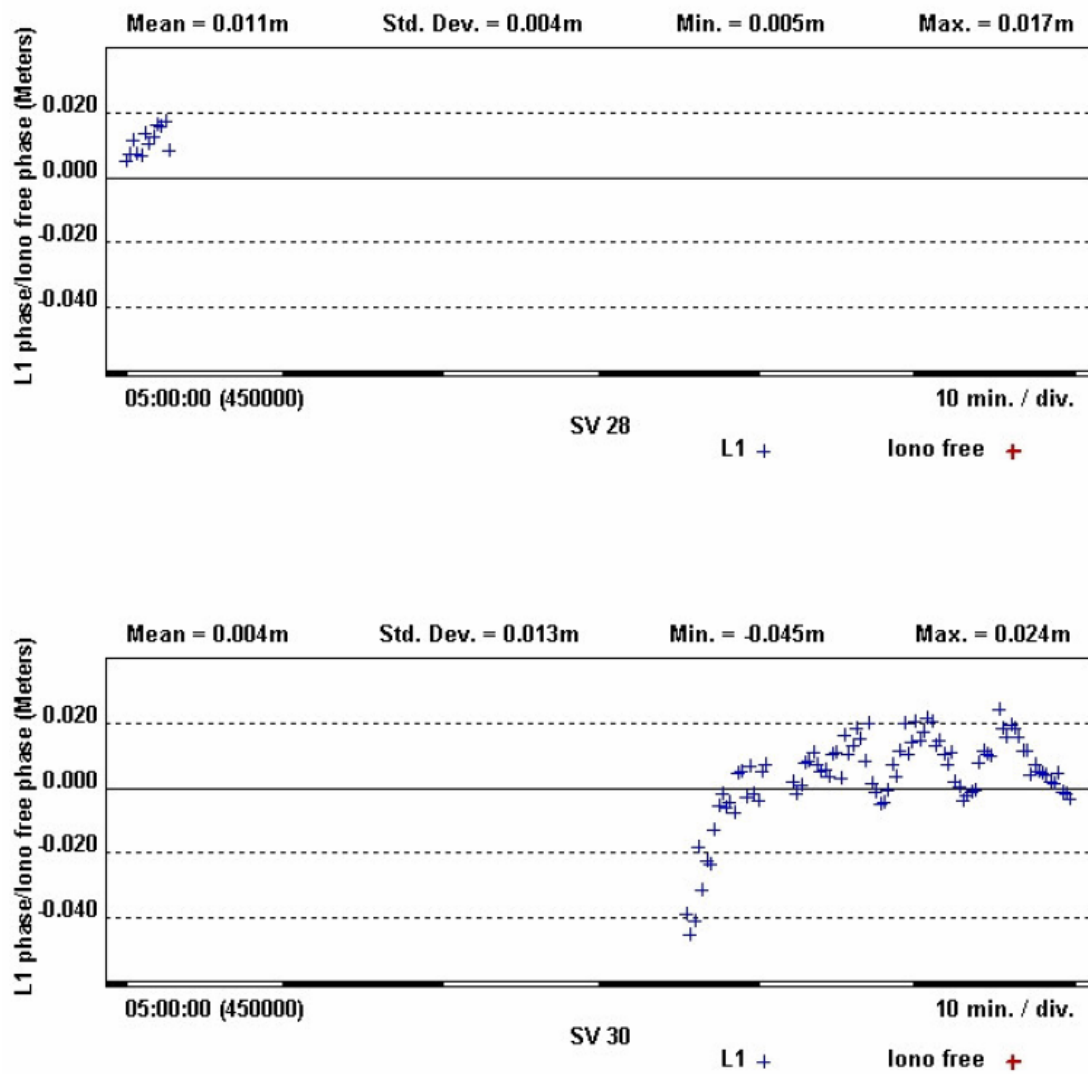 Mean = 0.011m Std. Dev. = 0.004m Min. = 0.005m Max. = 0.017m
L1 phase/Iono free phase (Meters)
0.020
0.000
-0.020
-0.040
05:00:00 (450000) 10 min. / div.
SV 28
L1 + Iono free +
Mean = 0.004m Std. Dev. = 0.013m Min. = -0.045m Max. = 0.024m
L1 phase/Iono free phase (Meters)
0.020
0.000
-0.020
-0.040
05:00:00 (450000) 10 min. / div.
SV 30
L1 + Iono free +